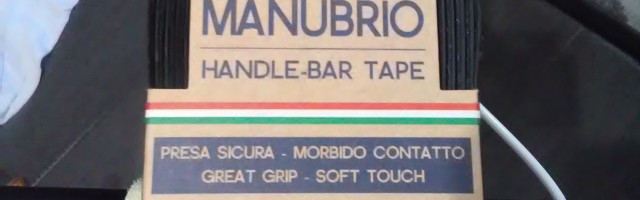 MANUBRIO
HANDLE-BAR TAPE
PRESA SICURA - MORBIDO CONTATTO
GREAT GRIP - SOFT TOUCH